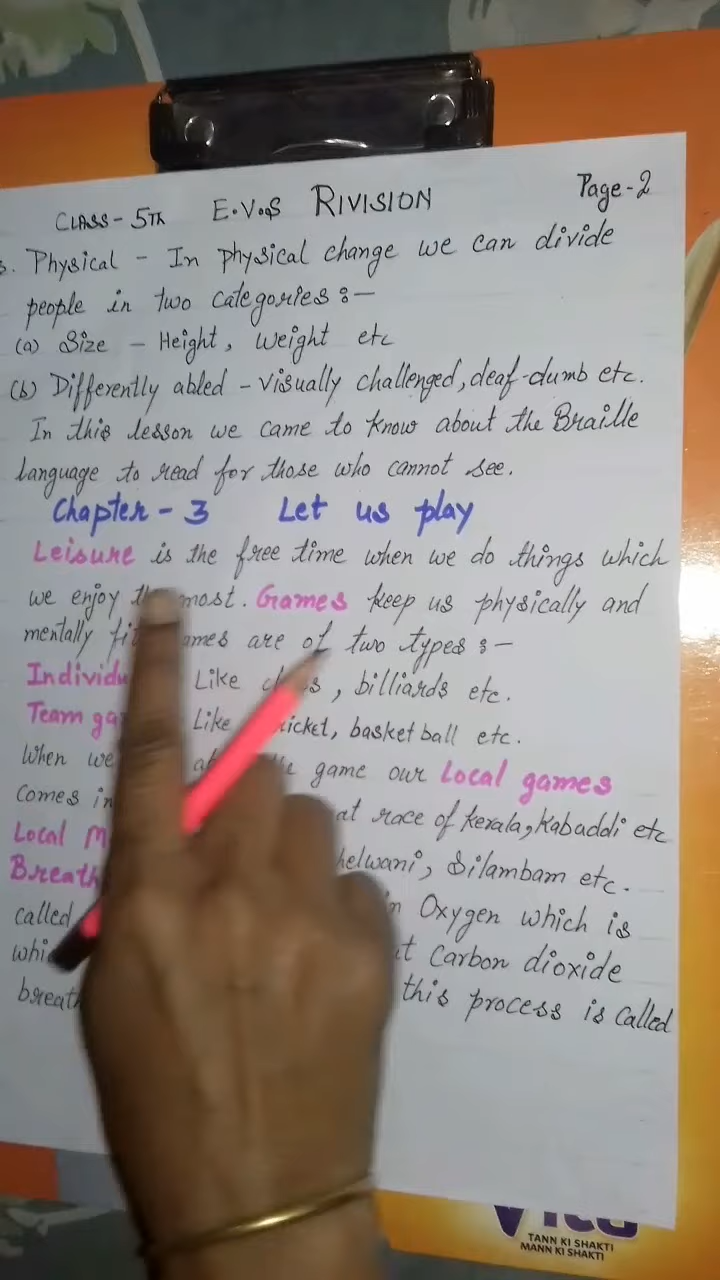 CLASS - 5TH E.V.S RIVISION Page-2
3. Physical - In physical change we can divide
people in two categories :-
(a) Size - Height, weight etc
(b) Differently abled - visually challenged, deaf-dumb etc.
In this lesson we came to know about the Braille
language to read for those who cannot see.
Chapter - 3 Let us play
Leisure is the free time when we do things which
we enjoy most. Games keep us physically and
mentally are of two types :-
Like , billiards etc.
Team Like basket ball etc.
When we game our Local games
comes race of kerala, Kabaddi etc
Local , Silambam etc.
called Oxygen which is
Carbon dioxide
this process is called
TANN KI SHAKTI
MANN KI SHAKTI